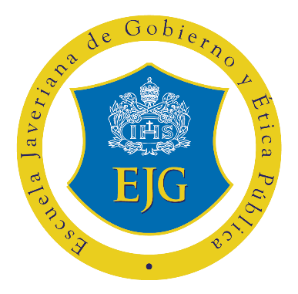 Escuela Javeriana de Gobierno y Ética Pública
IHS
EJG